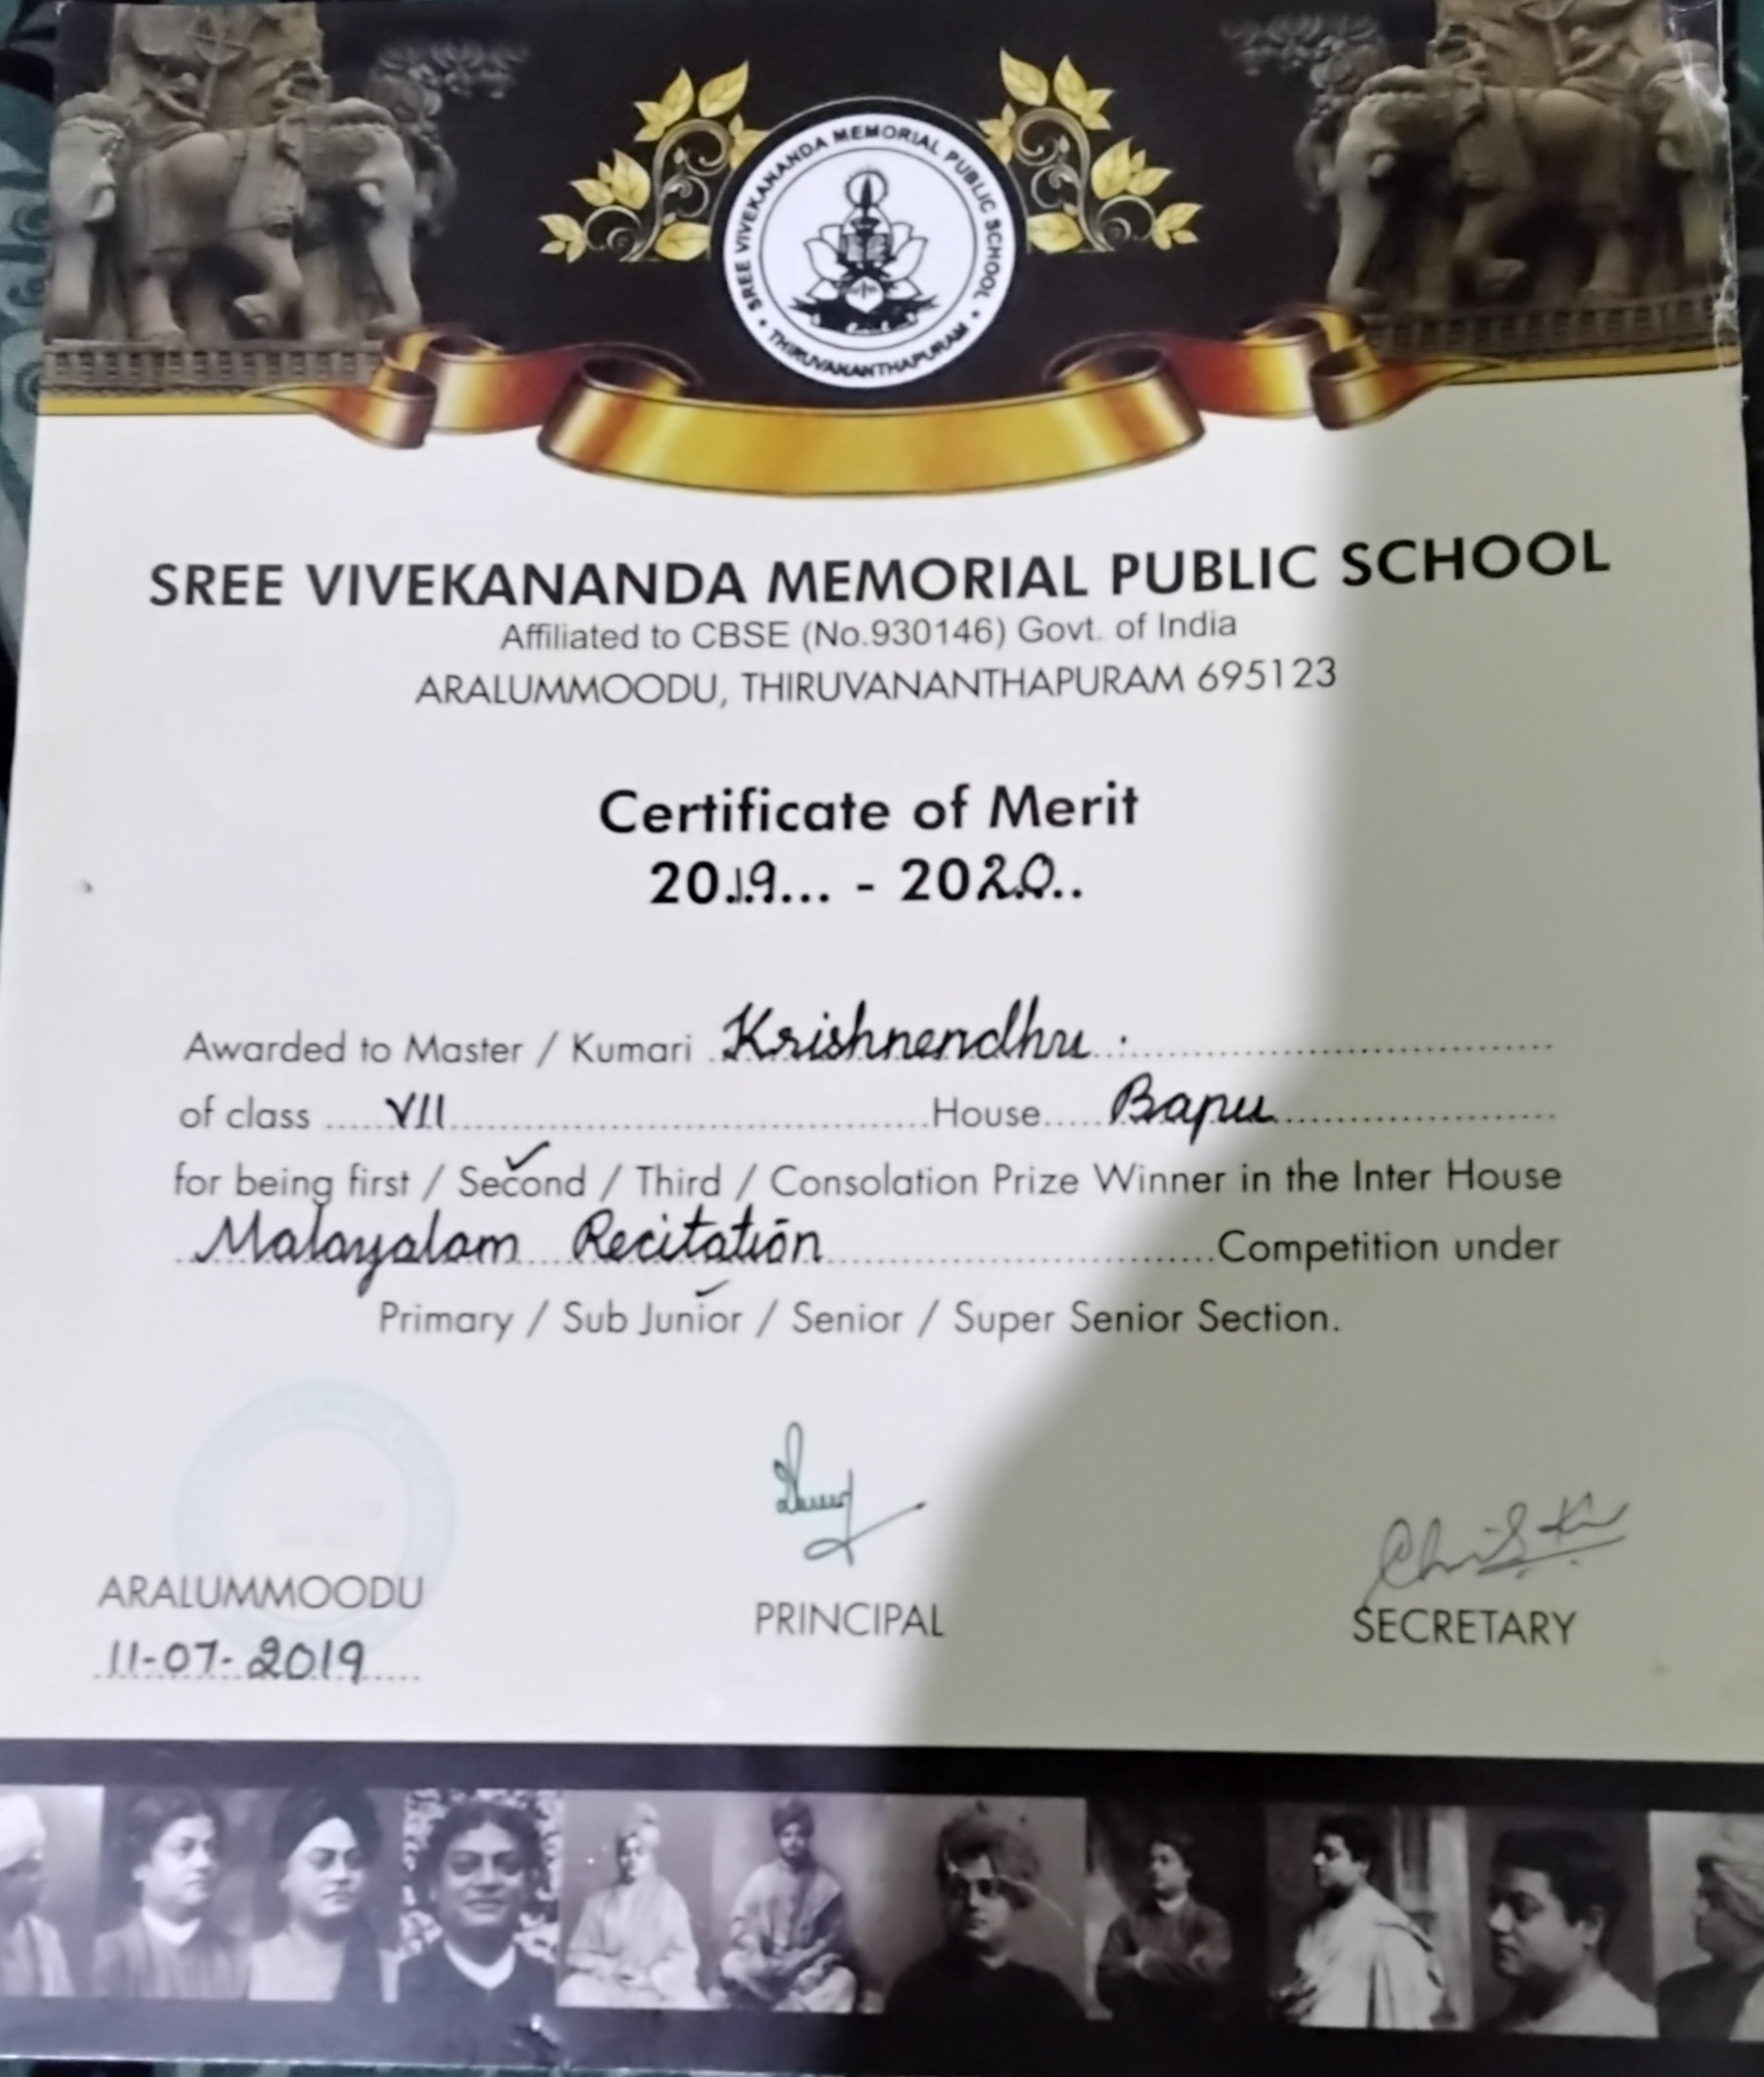 SREE VIVEKANANDA MEMORIAL PUBLIC SCHOOL
• THIRUVANANTHAPURAM •
SREE VIVEKANANDA MEMORIAL PUBLIC SCHOOL
Affiliated to CBSE (No.930146) Govt. of India
ARALUMMOODU, THIRUVANANTHAPURAM 695123
Certificate of Merit
2019... - 2020..
Awarded to Master / Kumari Krishnendhu.
of class VII House Bapu
for being first / Second / Third / Consolation Prize Winner in the Inter House
Malayalam Recitation Competition under
Primary / Sub Junior / Senior / Super Senior Section.
ARALUMMOODU PRINCIPAL SECRETARY
11-07-2019